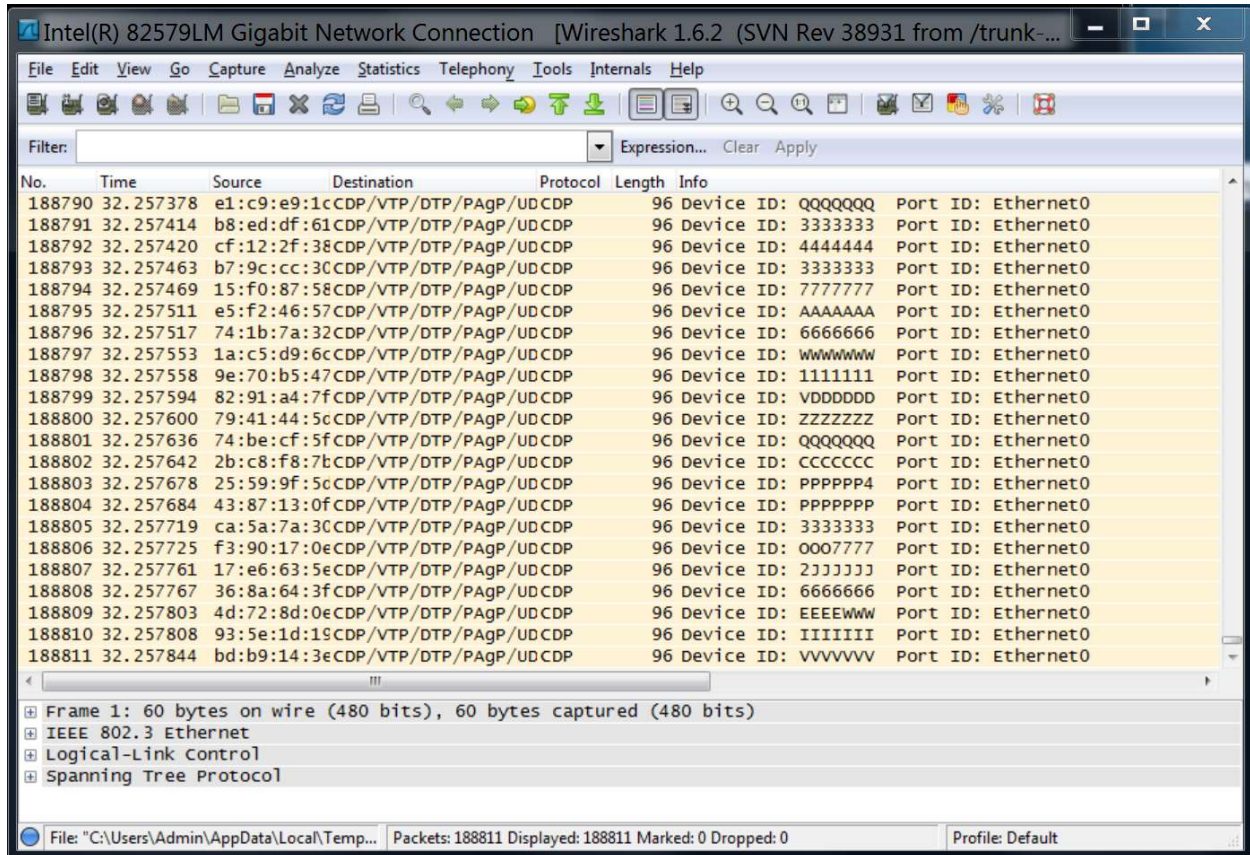 Intel(R) 82579LM Gigabit Network Connection [Wireshark 1.6.2 (SVN Rev 38931 from /trunk-...
File Edit View Go Capture Analyze Statistics Telephony Tools Internals Help
Filter: Expression... Clear Apply
No. Time Source Destination Protocol Length Info
188790 32.257378 e1:c9:e9:1c CDP/VTP/DTP/PAgP/UD CDP 96 Device ID: QQQQQQQ Port ID: Ethernet0
188791 32.257414 b8:ed:df:61 CDP/VTP/DTP/PAgP/UD CDP 96 Device ID: 3333333 Port ID: Ethernet0
188792 32.257420 cf:12:2f:38 CDP/VTP/DTP/PAgP/UD CDP 96 Device ID: 4444444 Port ID: Ethernet0
188793 32.257463 b7:9c:cc:30 CDP/VTP/DTP/PAgP/UD CDP 96 Device ID: 3333333 Port ID: Ethernet0
188794 32.257469 15:f0:87:58 CDP/VTP/DTP/PAgP/UD CDP 96 Device ID: 7777777 Port ID: Ethernet0
188795 32.257511 e5:f2:46:57 CDP/VTP/DTP/PAgP/UD CDP 96 Device ID: AAAAAAA Port ID: Ethernet0
188796 32.257517 74:1b:7a:32 CDP/VTP/DTP/PAgP/UD CDP 96 Device ID: 6666666 Port ID: Ethernet0
188797 32.257553 1a:c5:d9:6c CDP/VTP/DTP/PAgP/UD CDP 96 Device ID: WWWWWWW Port ID: Ethernet0
188798 32.257558 9e:70:b5:47 CDP/VTP/DTP/PAgP/UD CDP 96 Device ID: 1111111 Port ID: Ethernet0
188799 32.257594 82:91:a4:7f CDP/VTP/DTP/PAgP/UD CDP 96 Device ID: VDDDDDD Port ID: Ethernet0
188800 32.257600 79:41:44:5d CDP/VTP/DTP/PAgP/UD CDP 96 Device ID: ZZZZZZZ Port ID: Ethernet0
188801 32.257636 74:be:cf:5f CDP/VTP/DTP/PAgP/UD CDP 96 Device ID: QQQQQQQ Port ID: Ethernet0
188802 32.257642 2b:c8:f8:7b CDP/VTP/DTP/PAgP/UD CDP 96 Device ID: CCCCCCC Port ID: Ethernet0
188803 32.257678 25:59:9f:5d CDP/VTP/DTP/PAgP/UD CDP 96 Device ID: PPPPPP4 Port ID: Ethernet0
188804 32.257684 43:87:13:0f CDP/VTP/DTP/PAgP/UD CDP 96 Device ID: PPPPPPP Port ID: Ethernet0
188805 32.257719 ca:5a:7a:30 CDP/VTP/DTP/PAgP/UD CDP 96 Device ID: 3333333 Port ID: Ethernet0
188806 32.257725 f3:90:17:0e CDP/VTP/DTP/PAgP/UD CDP 96 Device ID: OOO7777 Port ID: Ethernet0
188807 32.257761 17:e6:63:5e CDP/VTP/DTP/PAgP/UD CDP 96 Device ID: 2JJJJJJ Port ID: Ethernet0
188808 32.257767 36:8a:64:3f CDP/VTP/DTP/PAgP/UD CDP 96 Device ID: 6666666 Port ID: Ethernet0
188809 32.257803 4d:72:8d:0e CDP/VTP/DTP/PAgP/UD CDP 96 Device ID: EEEEWWW Port ID: Ethernet0
188810 32.257808 93:5e:1d:19 CDP/VTP/DTP/PAgP/UD CDP 96 Device ID: IIIIIII Port ID: Ethernet0
188811 32.257844 bd:b9:14:3e CDP/VTP/DTP/PAgP/UD CDP 96 Device ID: VVVVVVV Port ID: Ethernet0
Frame 1: 60 bytes on wire (480 bits), 60 bytes captured (480 bits)
IEEE 802.3 Ethernet
Logical-Link Control
Spanning Tree Protocol
File: "C:\Users\Admin\AppData\Local\Temp... Packets: 188811 Displayed: 188811 Marked: 0 Dropped: 0 Profile: Default